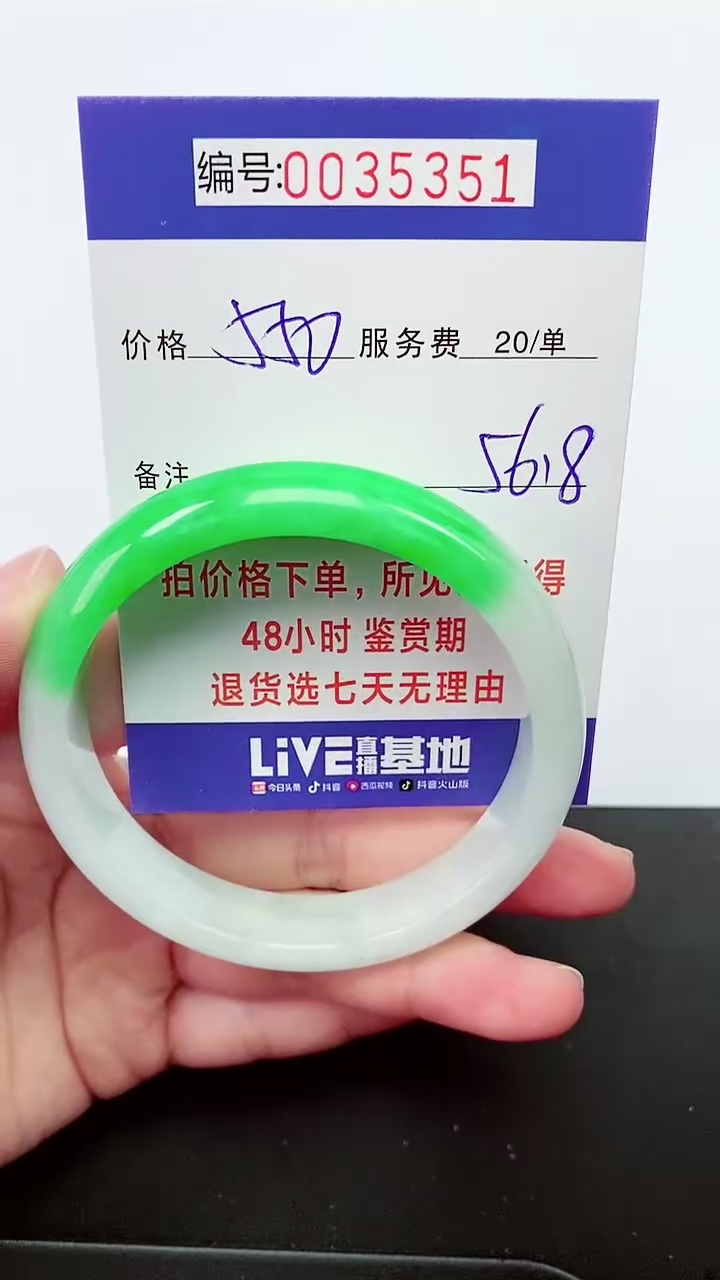 编号:0035351
价格 550 服务费 20/单
备注 56.8
拍价格下单，所见 得
48小时 鉴赏期
退货选七天无理由
LiVE直播基地
今日头条 抖音 西瓜视频 抖音火山版